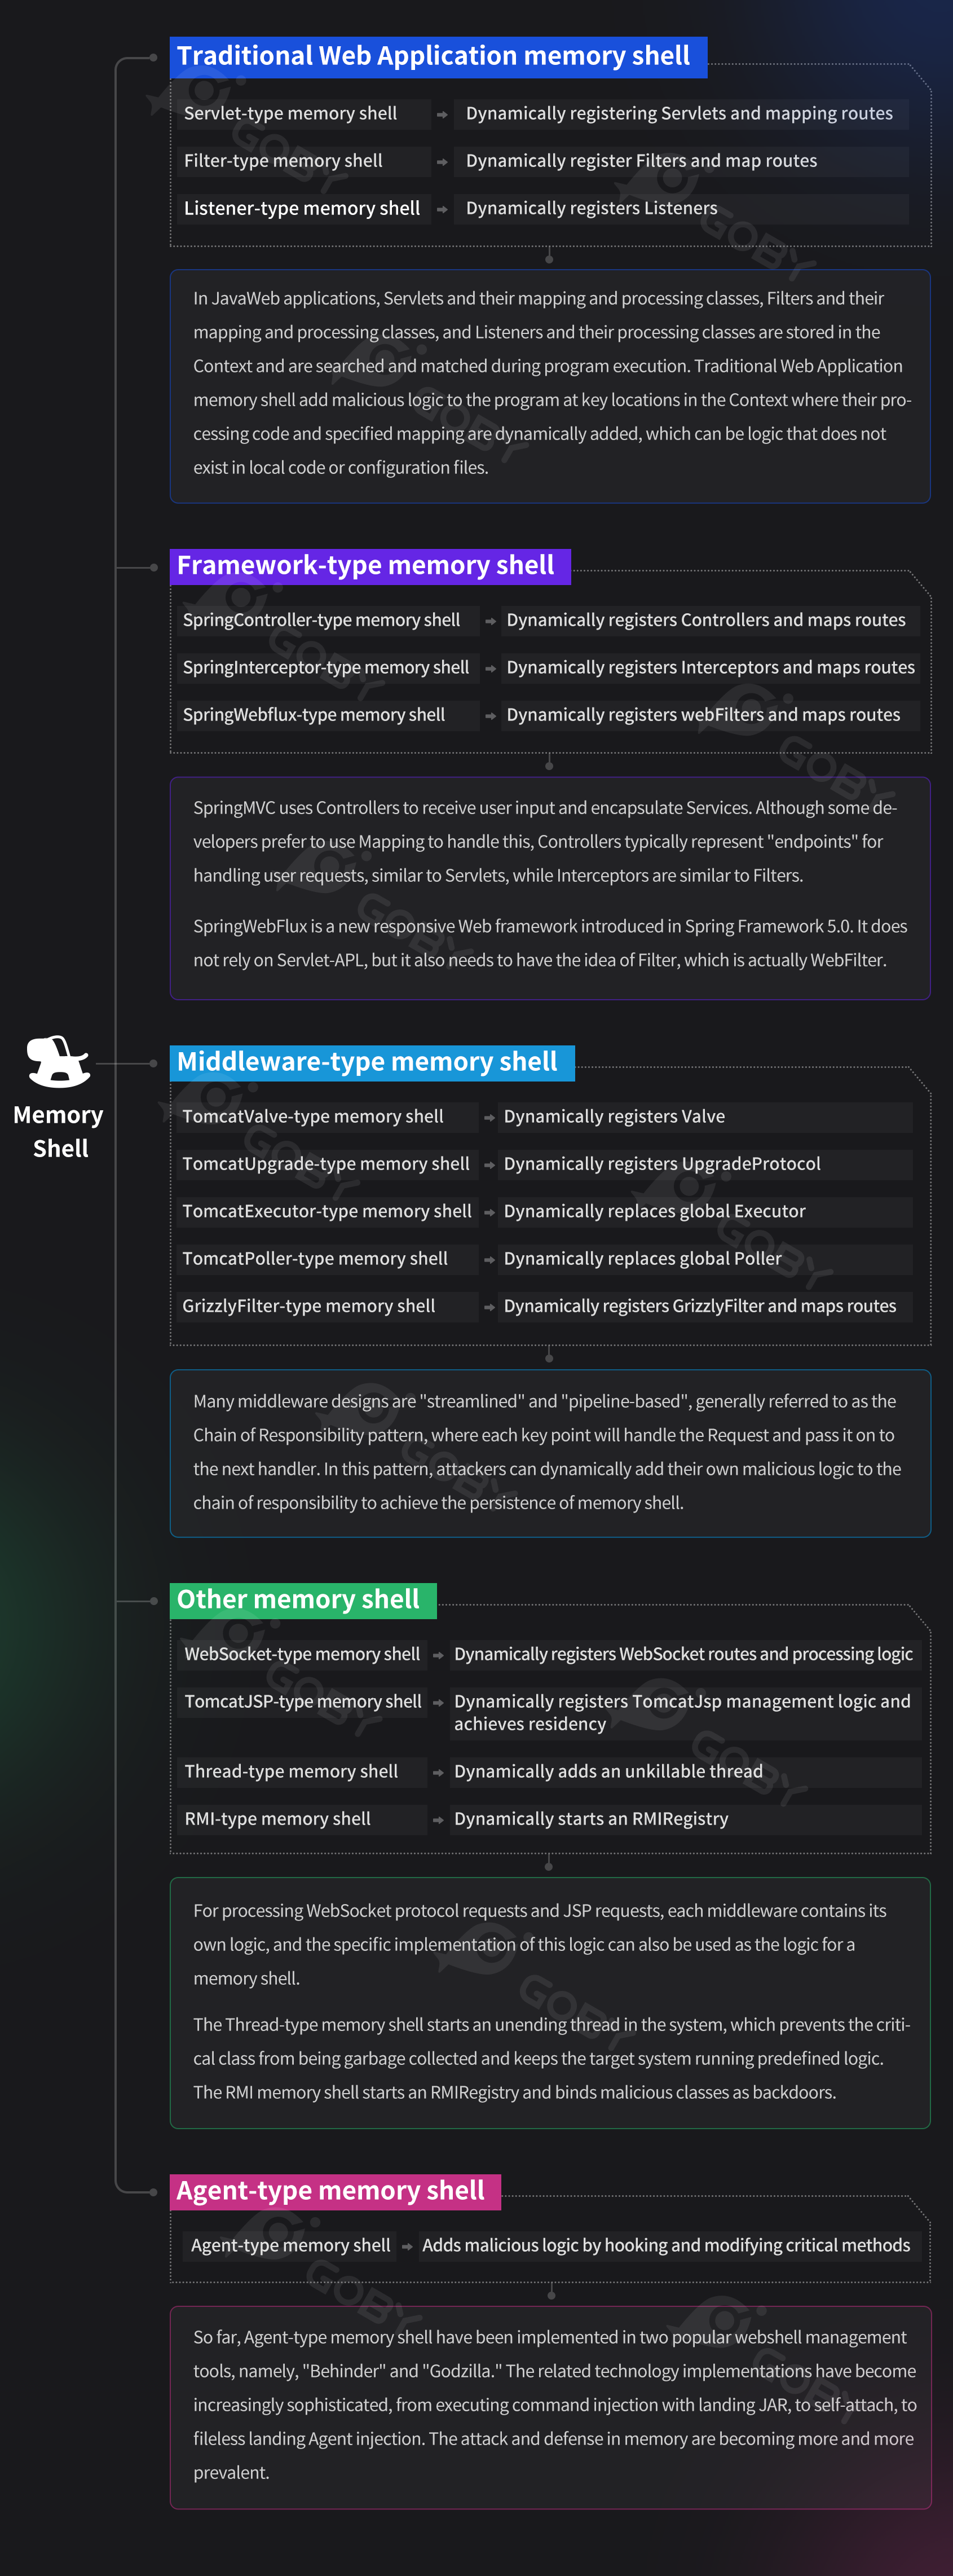 Traditional Web Application memory shell
Servlet-type memory shell
Dynamically registering Servlets and mapping routes
Filter-type memory shell
Dynamically register Filters and map routes
Listener-type memory shell
Dynamically registers Listeners
In JavaWeb applications, Servlets and their mapping and processing classes, Filters and their
mapping and processing classes, and Listeners and their processing classes are stored in the
Context and are searched and matched during program execution. Traditional Web Application
memory shell add malicious logic to the program at key locations in the Context where their pro-
cessing code and specified mapping are dynamically added, which can be logic that does not
exist in local code or configuration files.
Framework-type memory shell
SpringController-type memory shell
Dynamically registers Controllers and maps routes
SpringInterceptor-type memory shell
Dynamically registers Interceptors and maps routes
SpringWebflux-type memory shell
Dynamically registers webFilters and maps routes
SpringMVC uses Controllers to receive user input and encapsulate Services. Although some de-
velopers prefer to use Mapping to handle this, Controllers typically represent "endpoints" for
handling user requests, similar to Servlets, while Interceptors are similar to Filters.
SpringWebFlux is a new responsive Web framework introduced in Spring Framework 5.0. It does
not rely on Servlet-APL, but it also needs to have the idea of Filter, which is actually WebFilter.
Memory
Shell
Middleware-type memory shell
TomcatValve-type memory shell
Dynamically registers Valve
TomcatUpgrade-type memory shell
Dynamically registers UpgradeProtocol
TomcatExecutor-type memory shell
Dynamically replaces global Executor
TomcatPoller-type memory shell
Dynamically replaces global Poller
GrizzlyFilter-type memory shell
Dynamically registers GrizzlyFilter and maps routes
Many middleware designs are "streamlined" and "pipeline-based", generally referred to as the
Chain of Responsibility pattern, where each key point will handle the Request and pass it on to
the next handler. In this pattern, attackers can dynamically add their own malicious logic to the
chain of responsibility to achieve the persistence of memory shell.
Other memory shell
WebSocket-type memory shell
Dynamically registers WebSocket routes and processing logic
TomcatJSP-type memory shell
Dynamically registers TomcatJsp management logic and
achieves residency
Thread-type memory shell
Dynamically adds an unkillable thread
RMI-type memory shell
Dynamically starts an RMIRegistry
For processing WebSocket protocol requests and JSP requests, each middleware contains its
own logic, and the specific implementation of this logic can also be used as the logic for a
memory shell.
The Thread-type memory shell starts an unending thread in the system, which prevents the criti-
cal class from being garbage collected and keeps the target system running predefined logic.
The RMI memory shell starts an RMIRegistry and binds malicious classes as backdoors.
Agent-type memory shell
Agent-type memory shell
Adds malicious logic by hooking and modifying critical methods
So far, Agent-type memory shell have been implemented in two popular webshell management
tools, namely, "Behinder" and "Godzilla." The related technology implementations have become
increasingly sophisticated, from executing command injection with landing JAR, to self-attach, to
fileless landing Agent injection. The attack and defense in memory are becoming more and more
prevalent.
GOBY
GOBY
GOBY
GOBY
GOBY
GOBY
GOBY
GOBY
GOBY
GOBY
GOBY
GOBY
GOBY
GOBY